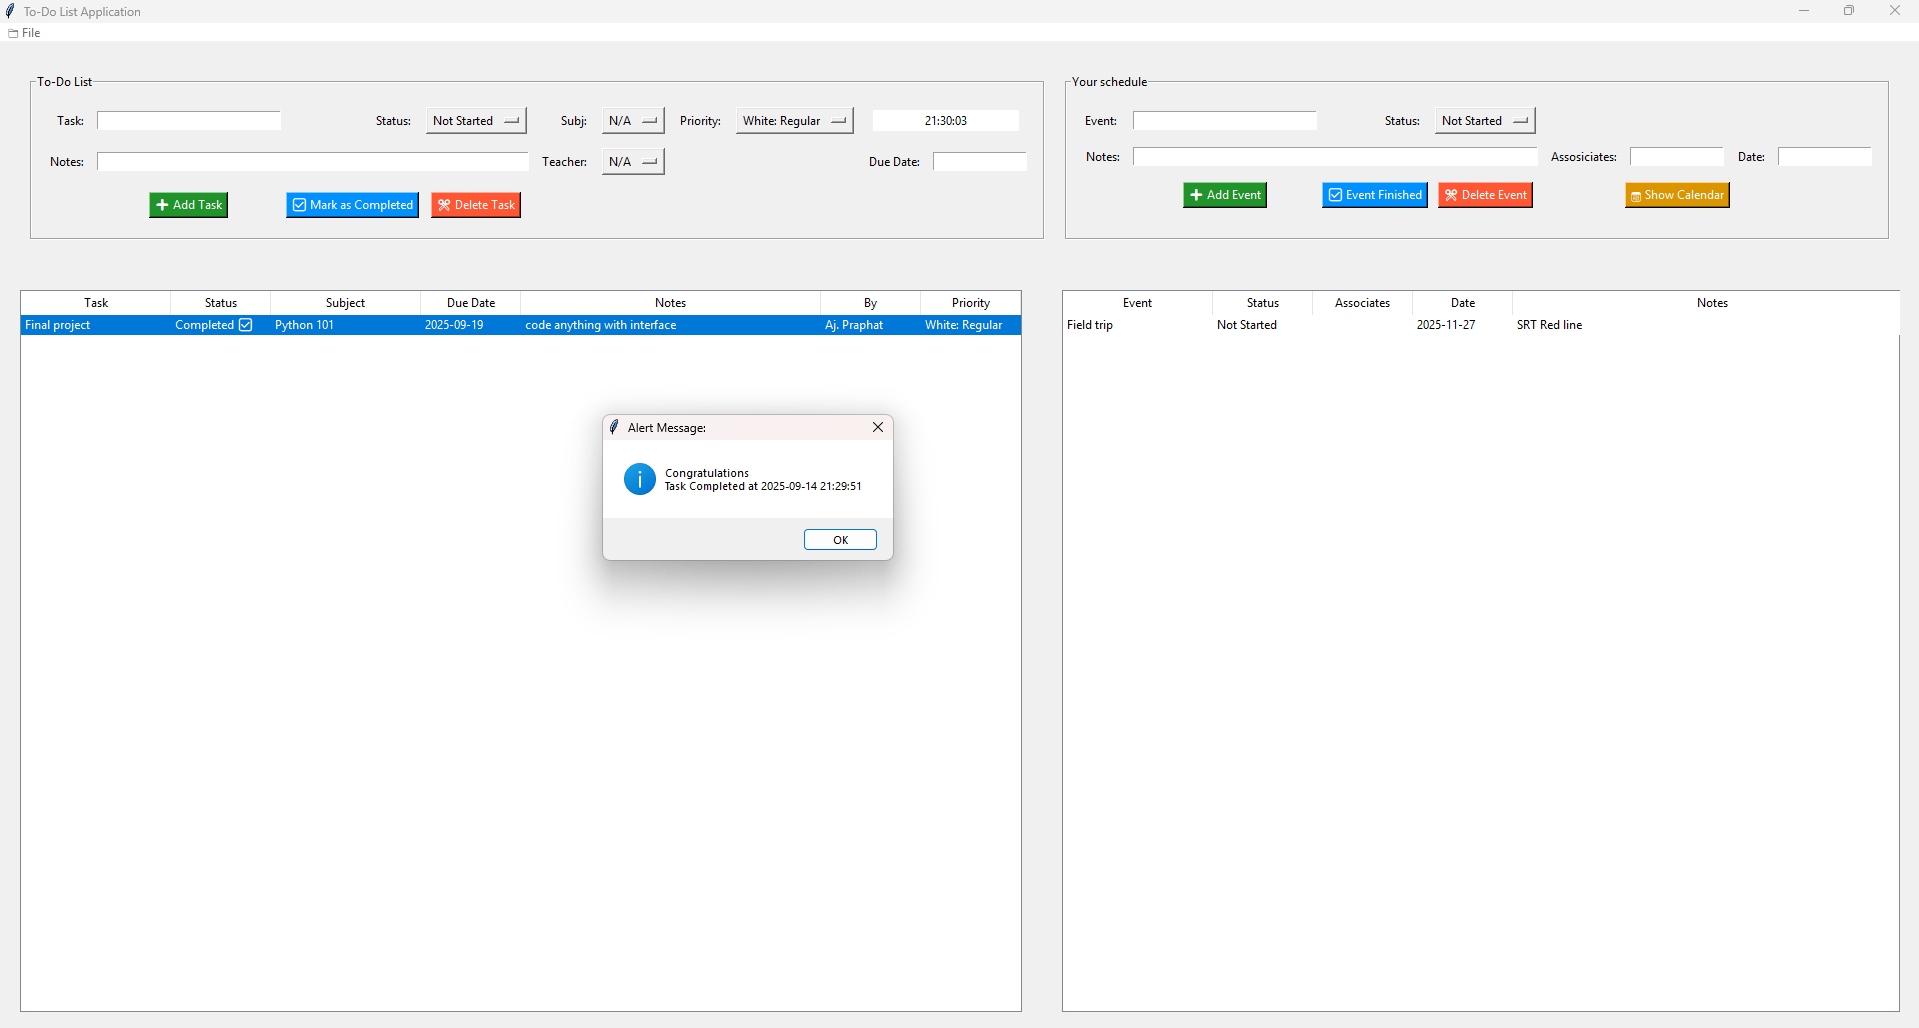 To-Do List Application
File
To-Do List
Task:
Status: Not Started
Subj: N/A
Priority: White: Regular
21:30:03
Notes:
Teacher: N/A
Due Date:
Add Task
Mark as Completed
Delete Task
Your schedule
Event:
Status: Not Started
Notes:
Assosiciates:
Date:
Add Event
Event Finished
Delete Event
Show Calendar
Task Status Subject Due Date Notes By Priority
Final project Completed ☑ Python 101 2025-09-19 code anything with interface Aj. Praphat White: Regular
Event Status Associates Date Notes
Field trip Not Started 2025-11-27 SRT Red line
Alert Message:
Congratulations
Task Completed at 2025-09-14 21:29:51
OK